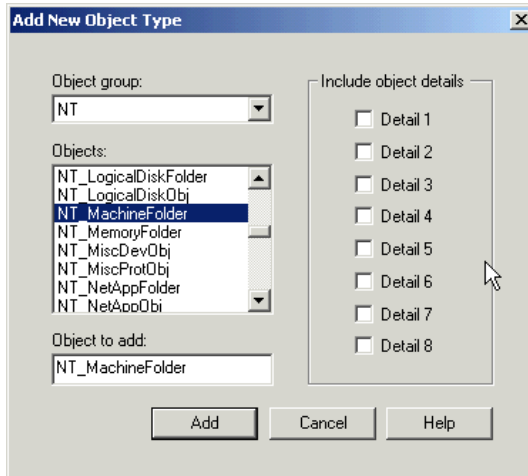 Add New Object Type
Object group:
NT
Objects:
NT_LogicalDiskFolder
NT_LogicalDiskObj
NT_MachineFolder
NT_MemoryFolder
NT_MiscDevObj
NT_MiscProtObj
NT_NetAppFolder
NT_NetAppObj
Object to add:
NT_MachineFolder
Include object details
Detail 1
Detail 2
Detail 3
Detail 4
Detail 5
Detail 6
Detail 7
Detail 8
Add
Cancel
Help